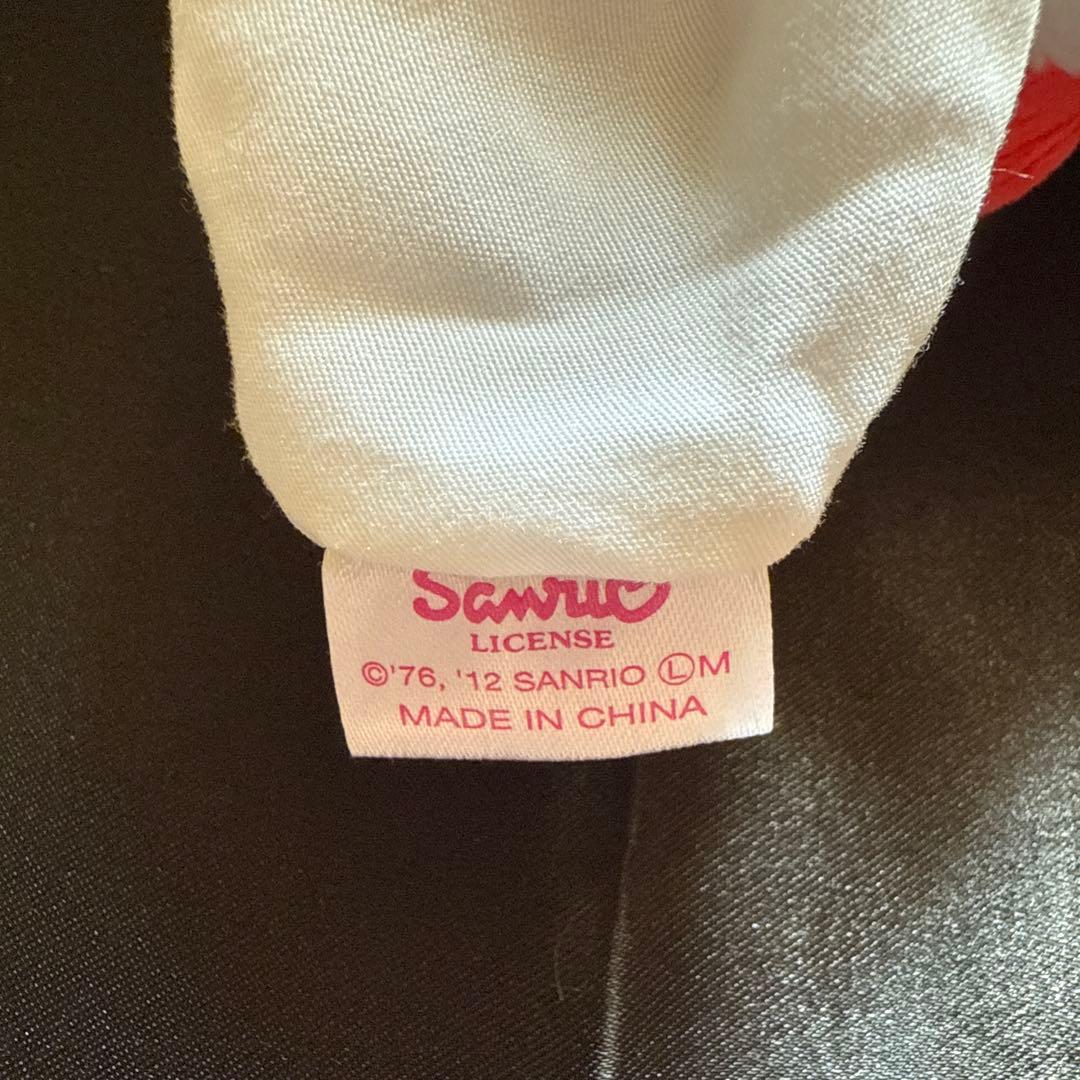 Sanrio
LICENSE
©'76, '12 SANRIO ⓁM
MADE IN CHINA